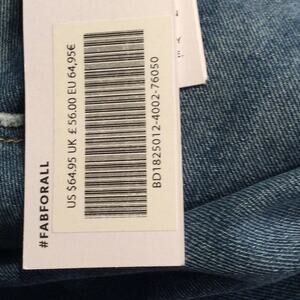 US $64.95 UK £ 56.00 EU 64,95€
BD1825012-4002-76050
#FABFORALL